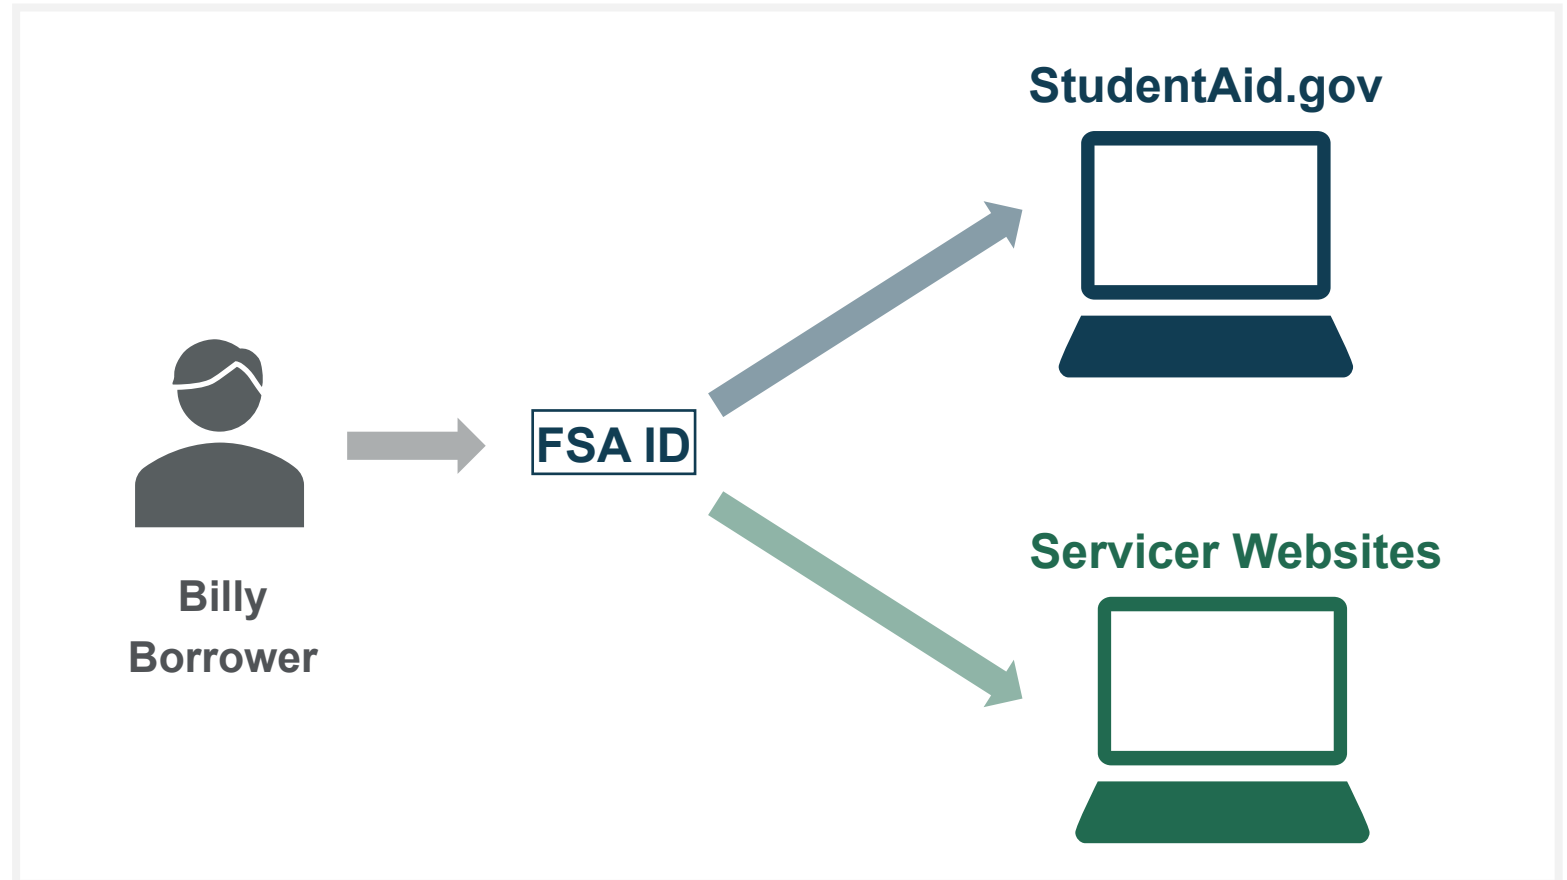 StudentAid.gov
FSA ID
Servicer Websites
Billy
Borrower